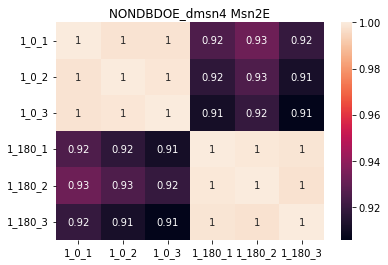 NONDBDOE_dmsn4 Msn2E
1_0_1 1 1 1 0.92 0.93 0.92 1.00
1_0_2 1 1 1 0.92 0.93 0.91 0.98
1_0_3 1 1 1 0.91 0.92 0.91 0.96
1_180_1 0.92 0.92 0.91 1 1 1 0.94
1_180_2 0.93 0.93 0.92 1 1 1 0.92
1_180_3 0.92 0.91 0.91 1 1 1
1_0_1 1_0_2 1_0_3 1_180_1 1_180_2 1_180_3